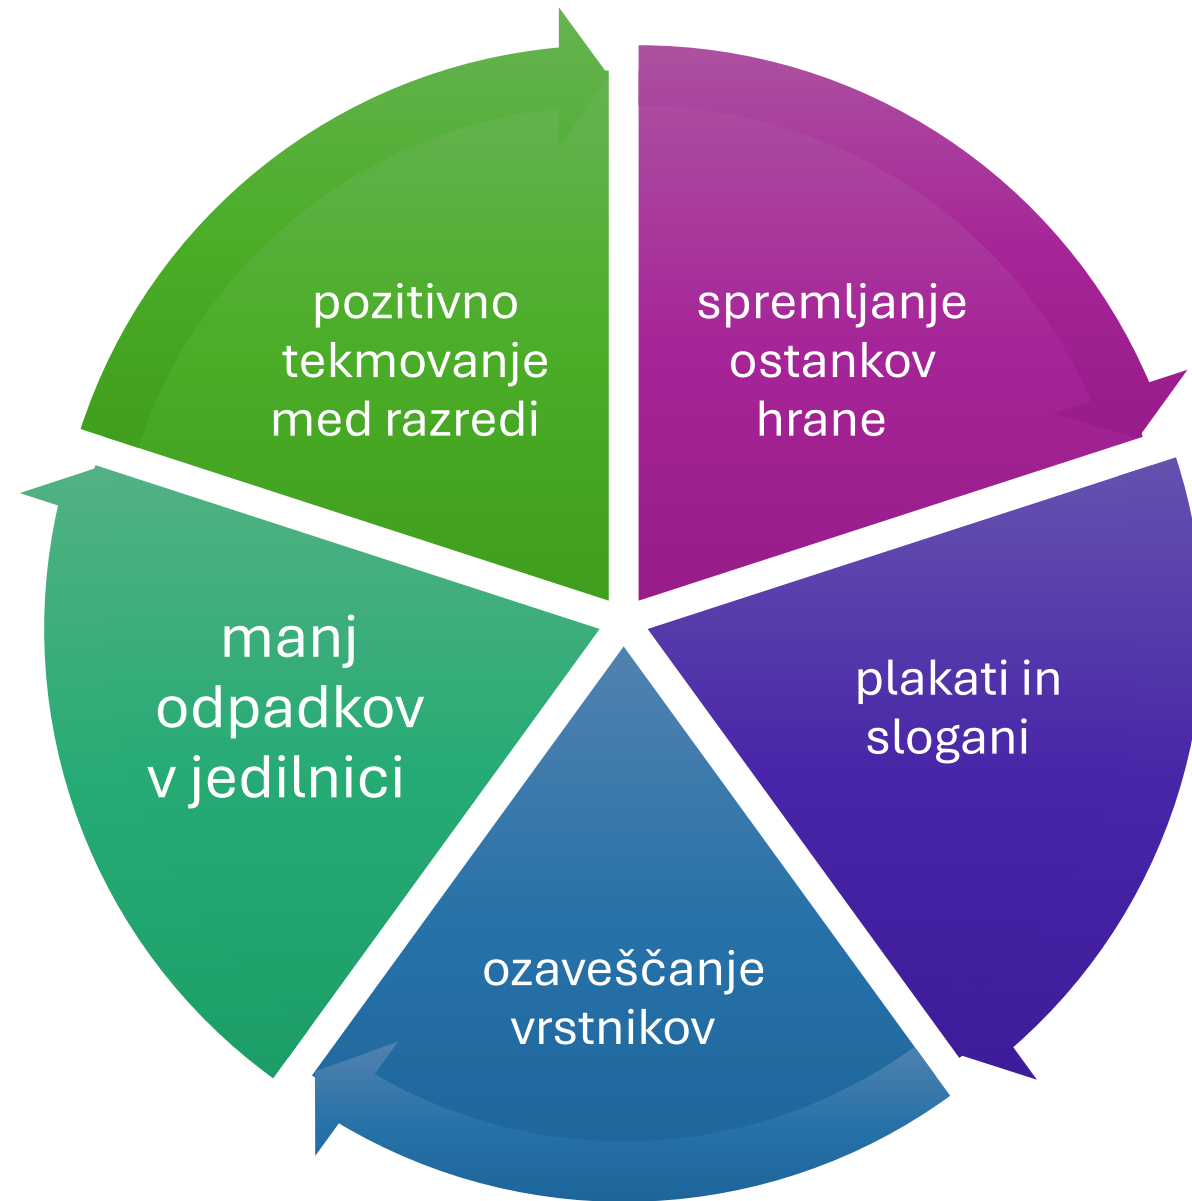 spremljanje
ostankov
hrane
plakati in
slogani
ozaveščanje
vrstnikov
manj
odpadkov
v jedilnici
pozitivno
tekmovanje
med razredi